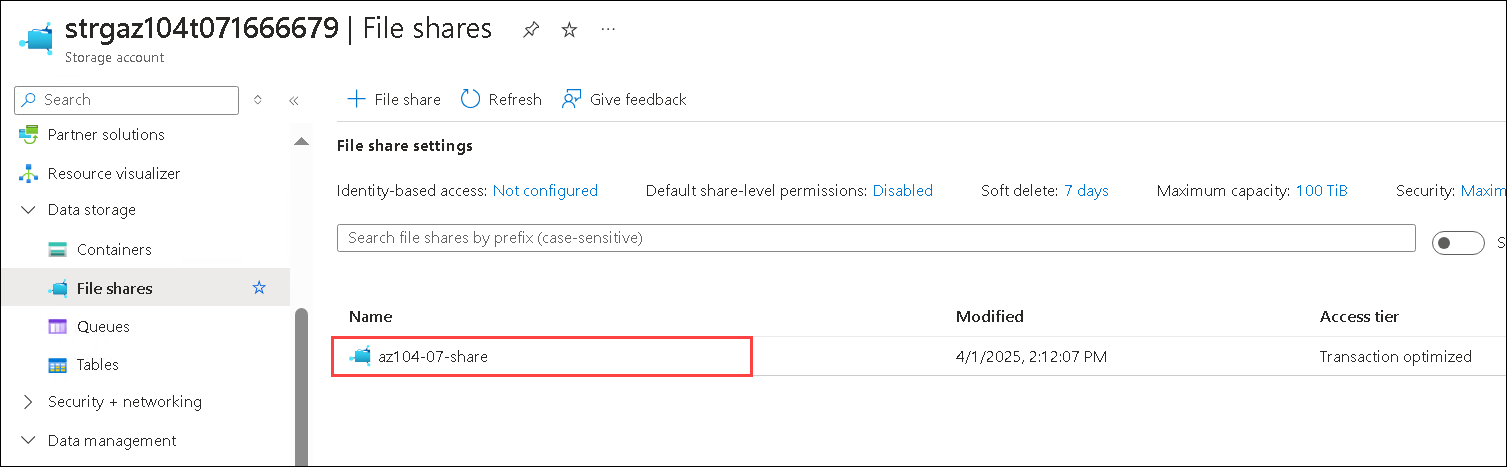 strgaz104t071666679 | File shares
Storage account
Search
File share
Refresh
Give feedback
Partner solutions
Resource visualizer
Data storage
Containers
File shares
Queues
Tables
Security + networking
Data management
File share settings
Identity-based access: Not configured Default share-level permissions: Disabled Soft delete: 7 days Maximum capacity: 100 TiB Security: Maxim
Search file shares by prefix (case-sensitive)
S
Name Modified Access tier
az104-07-share 4/1/2025, 2:12:07 PM Transaction optimized